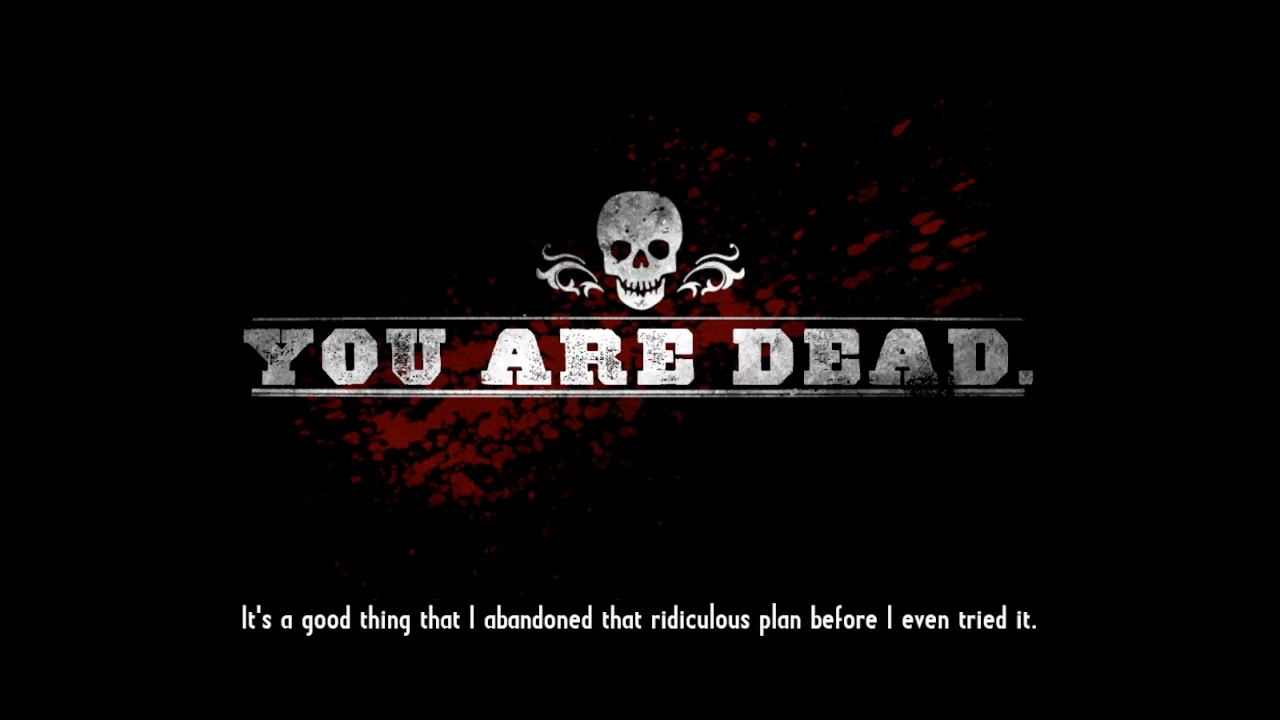 YOU ARE DEAD.
It's a good thing that I abandoned that ridiculous plan before I even tried it.